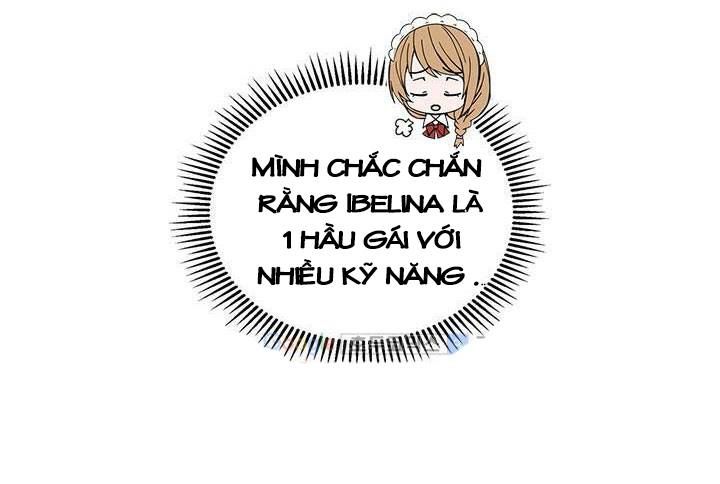 MÌNH CHẮC CHẮN
RẰNG IBELINA LÀ
1 HẦU GÁI VỚI
NHIỀU KỸ NĂNG ...